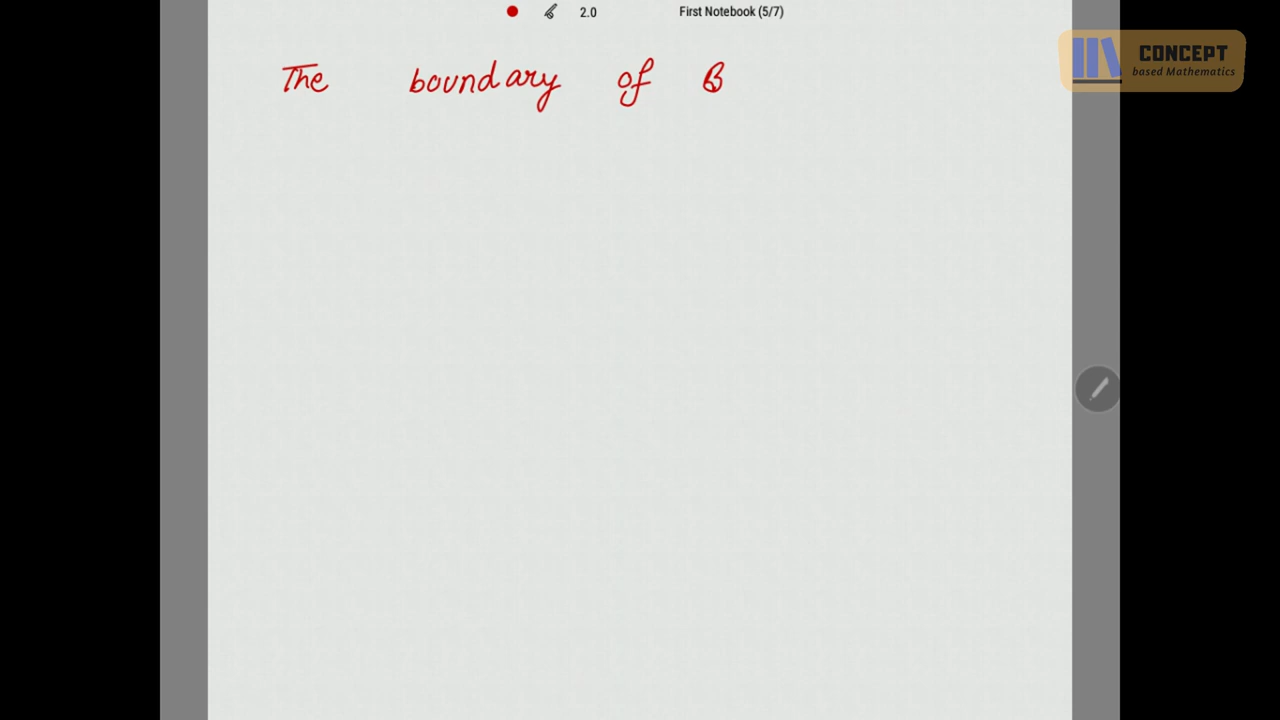 2.0 First Notebook (5/7)
CONCEPT
based Mathematics
The boundary of B